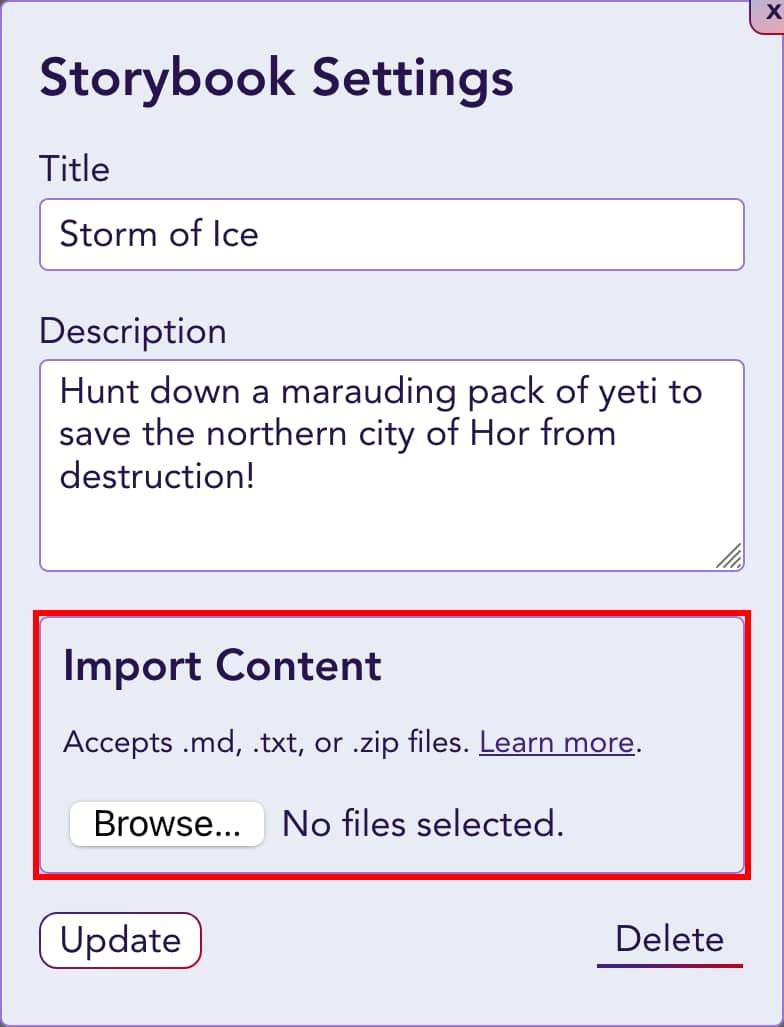 x
Storybook Settings
Title
Storm of Ice
Description
Hunt down a marauding pack of yeti to
save the northern city of Hor from
destruction!
Import Content
Accepts .md, .txt, or .zip files. Learn more.
Browse... No files selected.
Update Delete